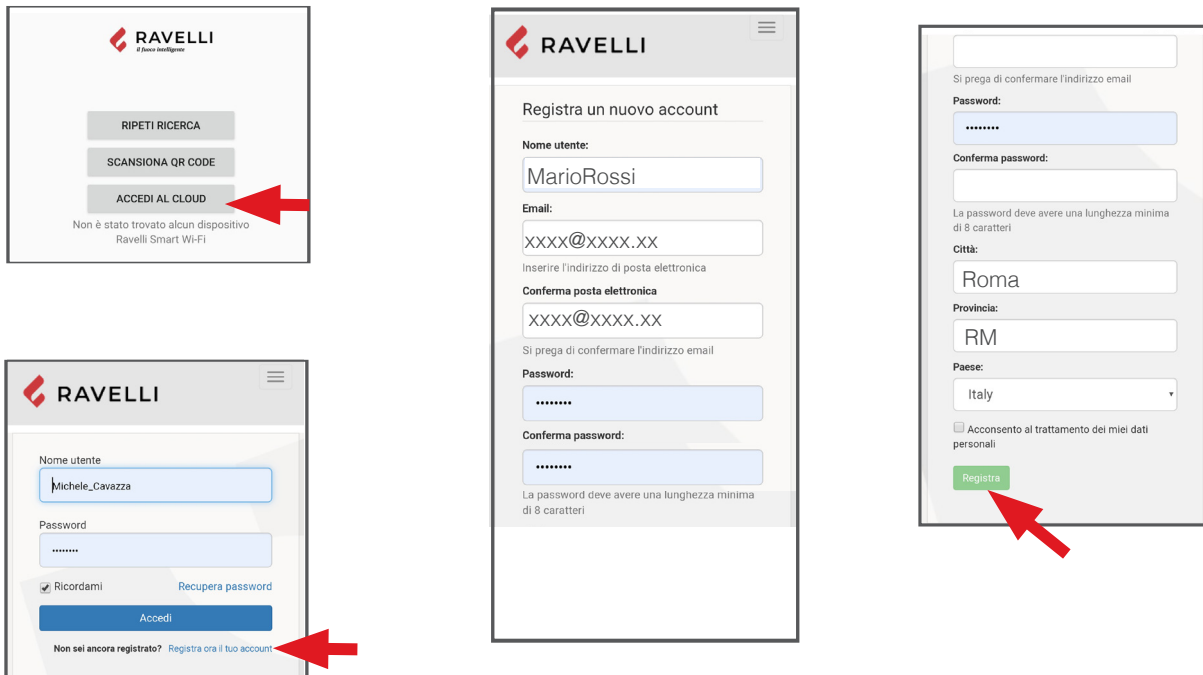 RAVELLI
il fuoco intelligente
RIPETI RICERCA
SCANSIONA QR CODE
ACCEDI AL CLOUD
Non è stato trovato alcun dispositivo
Ravelli Smart Wi-Fi
RAVELLI
Nome utente
Michele_Cavazza
Password
••••••••
Ricordami
Recupera password
Accedi
Non sei ancora registrato? Registra ora il tuo account
RAVELLI
Registra un nuovo account
Nome utente:
MarioRossi
Email:
xxxx@xxxx.xx
Inserire l'indirizzo di posta elettronica
Conferma posta elettronica
xxxx@xxxx.xx
Si prega di confermare l'indirizzo email
Password:
••••••••
Conferma password:
••••••••
La password deve avere una lunghezza minima
di 8 caratteri
Si prega di confermare l'indirizzo email
Password:
••••••••
Conferma password:
La password deve avere una lunghezza minima
di 8 caratteri
Città:
Roma
Provincia:
RM
Paese:
Italy
Acconsento al trattamento dei miei dati
personali
Registra